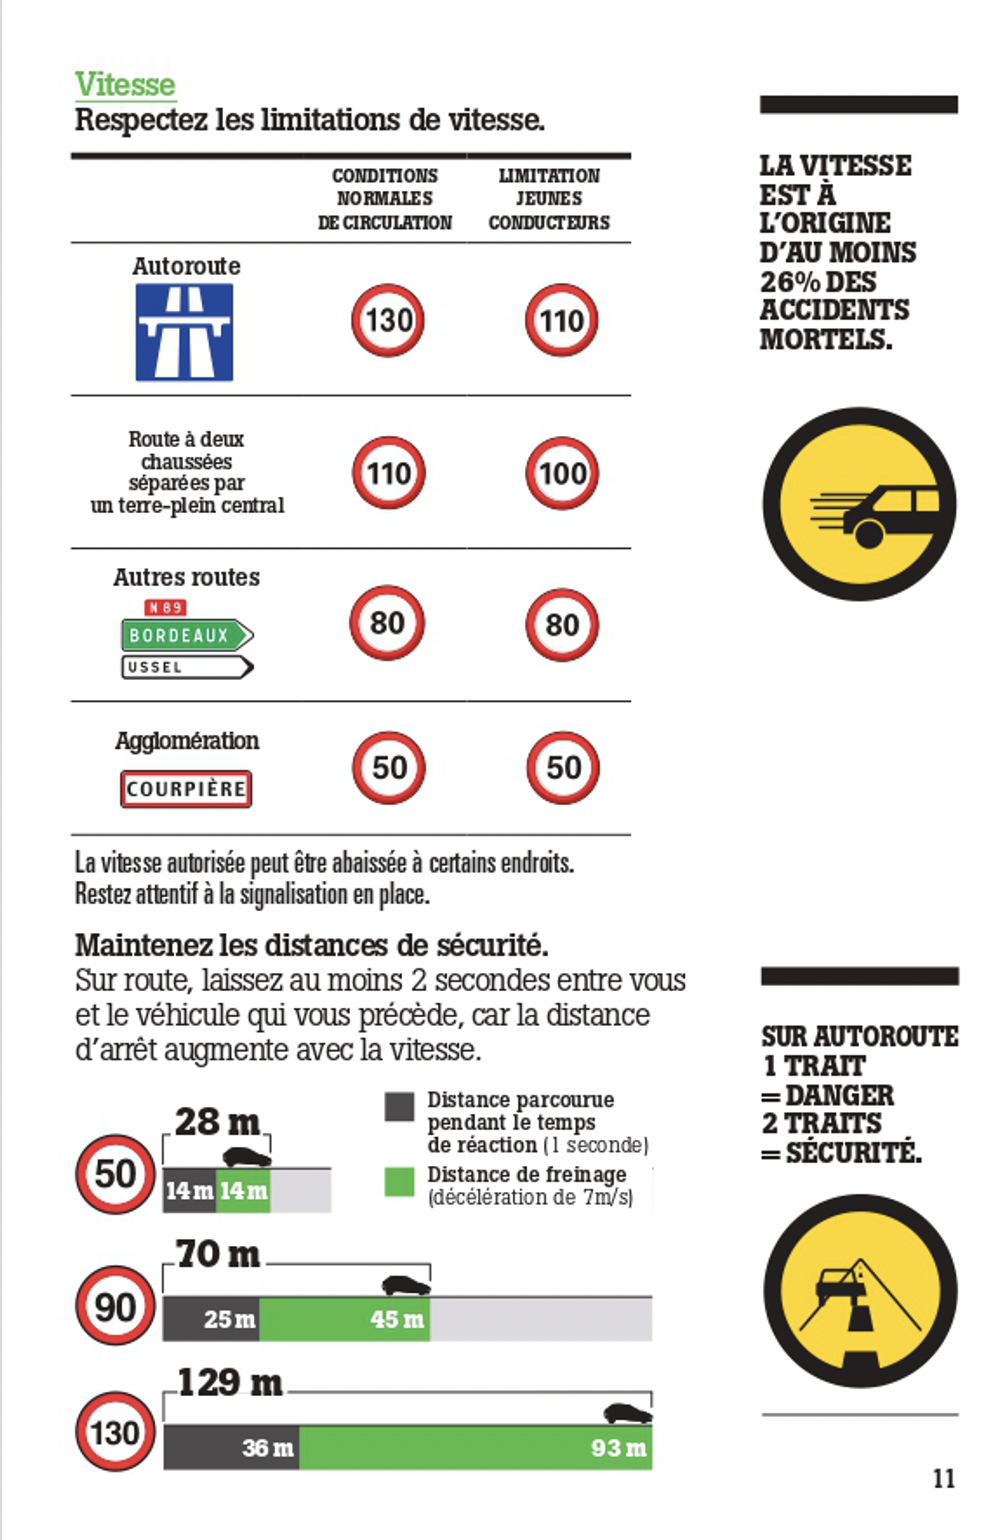 Vitesse
Respectez les limitations de vitesse.
CONDITIONS
NORMALES
DE CIRCULATION
LIMITATION
JEUNES
CONDUCTEURS
Autoroute
130
110
Route à deux
chaussées
séparées par
un terre-plein central
110
100
Autres routes
N 89
BORDEAUX
USSEL
80
80
Agglomération
COURPIÈRE
50
50
La vitesse autorisée peut être abaissée à certains endroits.
Restez attentif à la signalisation en place.
Maintenez les distances de sécurité.
Sur route, laissez au moins 2 secondes entre vous
et le véhicule qui vous précède, car la distance
d’arrêt augmente avec la vitesse.
Distance parcourue
pendant le temps
de réaction (1 seconde)
Distance de freinage
(décélération de 7m/s)
28 m
50
14 m 14 m
70 m
90
25 m 45 m
129 m
130
36 m 93 m
LA VITESSE
EST À
L’ORIGINE
D’AU MOINS
26% DES
ACCIDENTS
MORTELS.
SUR AUTOROUTE
1 TRAIT
= DANGER
2 TRAITS
= SÉCURITÉ.
11